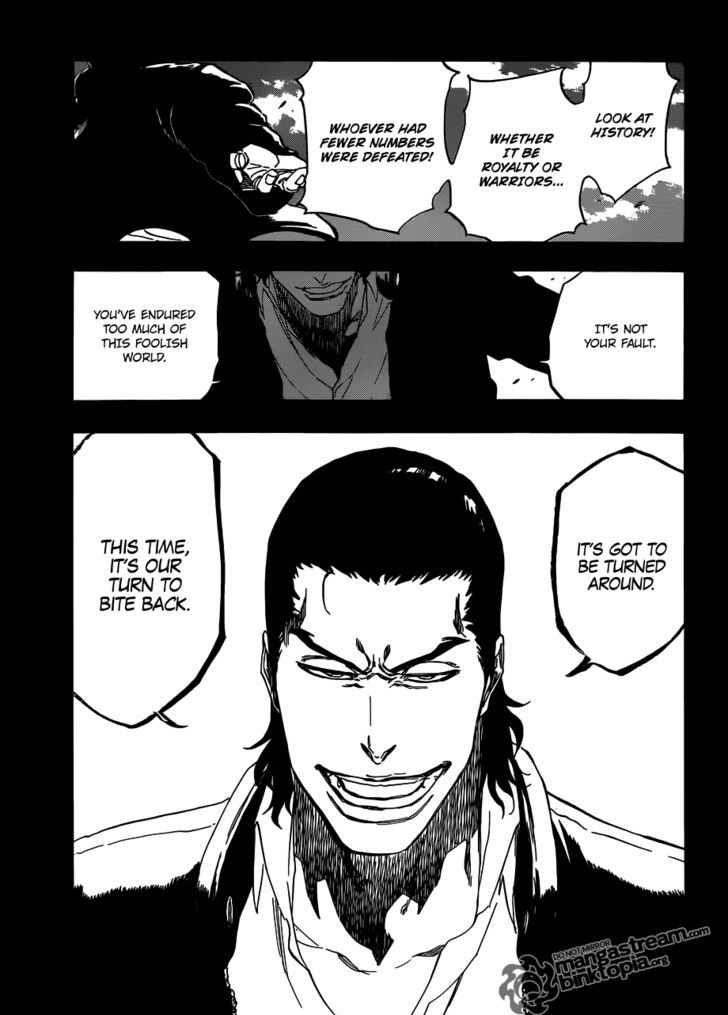 LOOK AT
HISTORY!
WHETHER
IT BE
ROYALTY OR
WARRIORS...
WHOEVER HAD
FEWER NUMBERS
WERE DEFEATED!
IT'S NOT
YOUR FAULT.
YOU'VE ENDURED
TOO MUCH OF
THIS FOOLISH
WORLD.
IT'S GOT TO
BE TURNED
AROUND.
THIS TIME,
IT'S OUR
TURN TO
BITE BACK.
DO NOT MIRROR
mangastream.com
binktopia.org